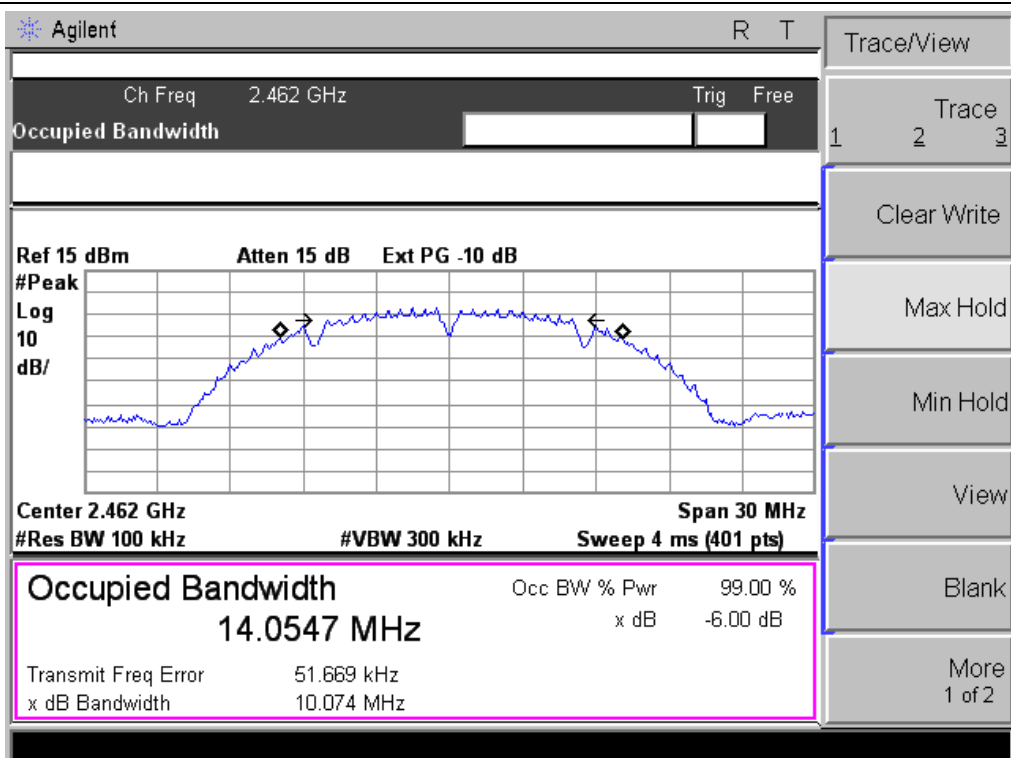 Agilent R T
Ch Freq 2.462 GHz Trig Free
Occupied Bandwidth
Ref 15 dBm Atten 15 dB Ext PG -10 dB
#Peak
Log
10
dB/
Center 2.462 GHz Span 30 MHz
#Res BW 100 kHz #VBW 300 kHz Sweep 4 ms (401 pts)
Occupied Bandwidth
14.0547 MHz
Occ BW % Pwr 99.00 %
x dB -6.00 dB
Transmit Freq Error 51.669 kHz
x dB Bandwidth 10.074 MHz
Trace/View
Trace
1 2 3
Clear Write
Max Hold
Min Hold
View
Blank
More
1 of 2